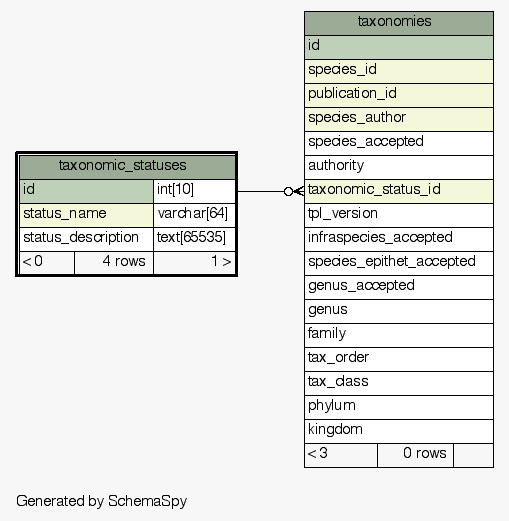 taxonomies
id
species_id
publication_id
species_author
species_accepted
authority
taxonomic_status_id
tpl_version
infraspecies_accepted
species_epithet_accepted
genus_accepted
genus
family
tax_order
tax_class
phylum
kingdom
< 3 0 rows
taxonomic_statuses
id int[10]
status_name varchar[64]
status_description text[65535]
< 0 4 rows 1 >
Generated by SchemaSpy